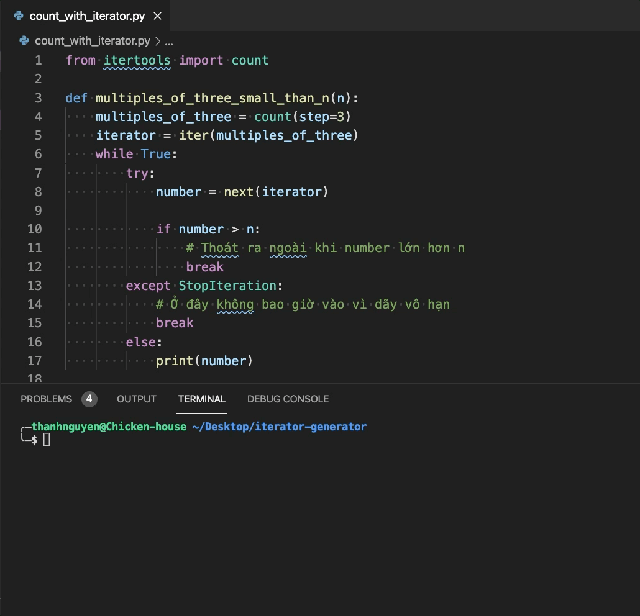 count_with_iterator.py ×
count_with_iterator.py > ...
1 from itertools import count
2
3 def multiples_of_three_small_than_n(n):
4 multiples_of_three = count(step=3)
5 iterator = iter(multiples_of_three)
6 while True:
7 try:
8 number = next(iterator)
9
10 if number > n:
11 # Thoát ra ngoài khi number lớn hơn n
12 break
13 except StopIteration:
14 # Ở đây không bao giờ vào vì dãy vô hạn
15 break
16 else:
17 print(number)
18
PROBLEMS 4 OUTPUT TERMINAL DEBUG CONSOLE
thanhnguyen@Chicken-house ~/Desktop/iterator-generator
$